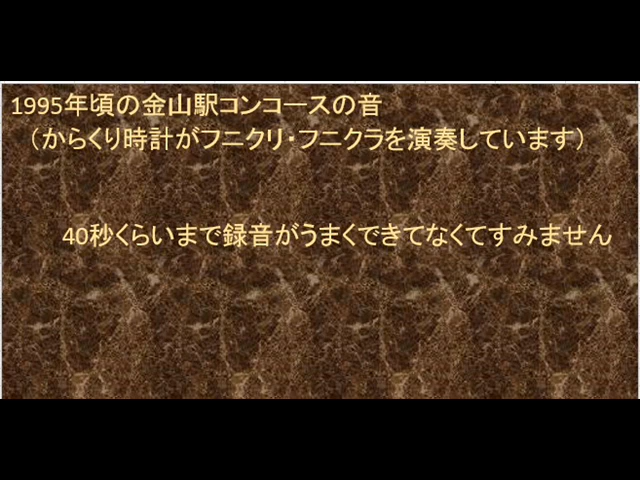 1995年頃の金山駅コンコースの音
（からくり時計がフニクリ・フニクラを演奏しています）
40秒くらいまで録音がうまくできてなくてすみません